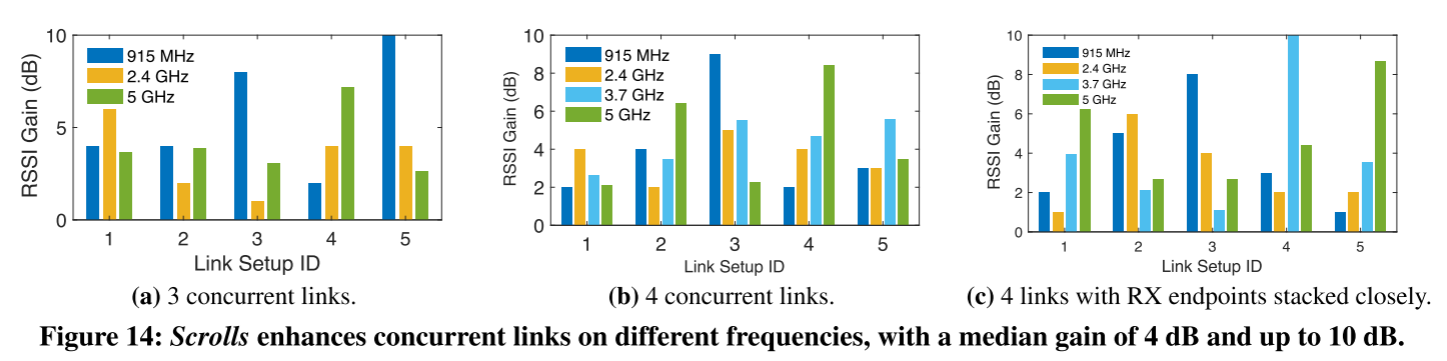 10
5
0
RSSI Gain (dB)
915 MHz
2.4 GHz
5 GHz
1 2 3 4 5
Link Setup ID
(a) 3 concurrent links.
10
8
6
4
2
0
RSSI Gain (dB)
915 MHz
2.4 GHz
3.7 GHz
5 GHz
1 2 3 4 5
Link Setup ID
(b) 4 concurrent links.
10
8
6
4
2
0
RSSI Gain (dB)
915 MHz
2.4 GHz
3.7 GHz
5 GHz
1 2 3 4 5
Link Setup ID
(c) 4 links with RX endpoints stacked closely.
Figure 14: Scrolls enhances concurrent links on different frequencies, with a median gain of 4 dB and up to 10 dB.